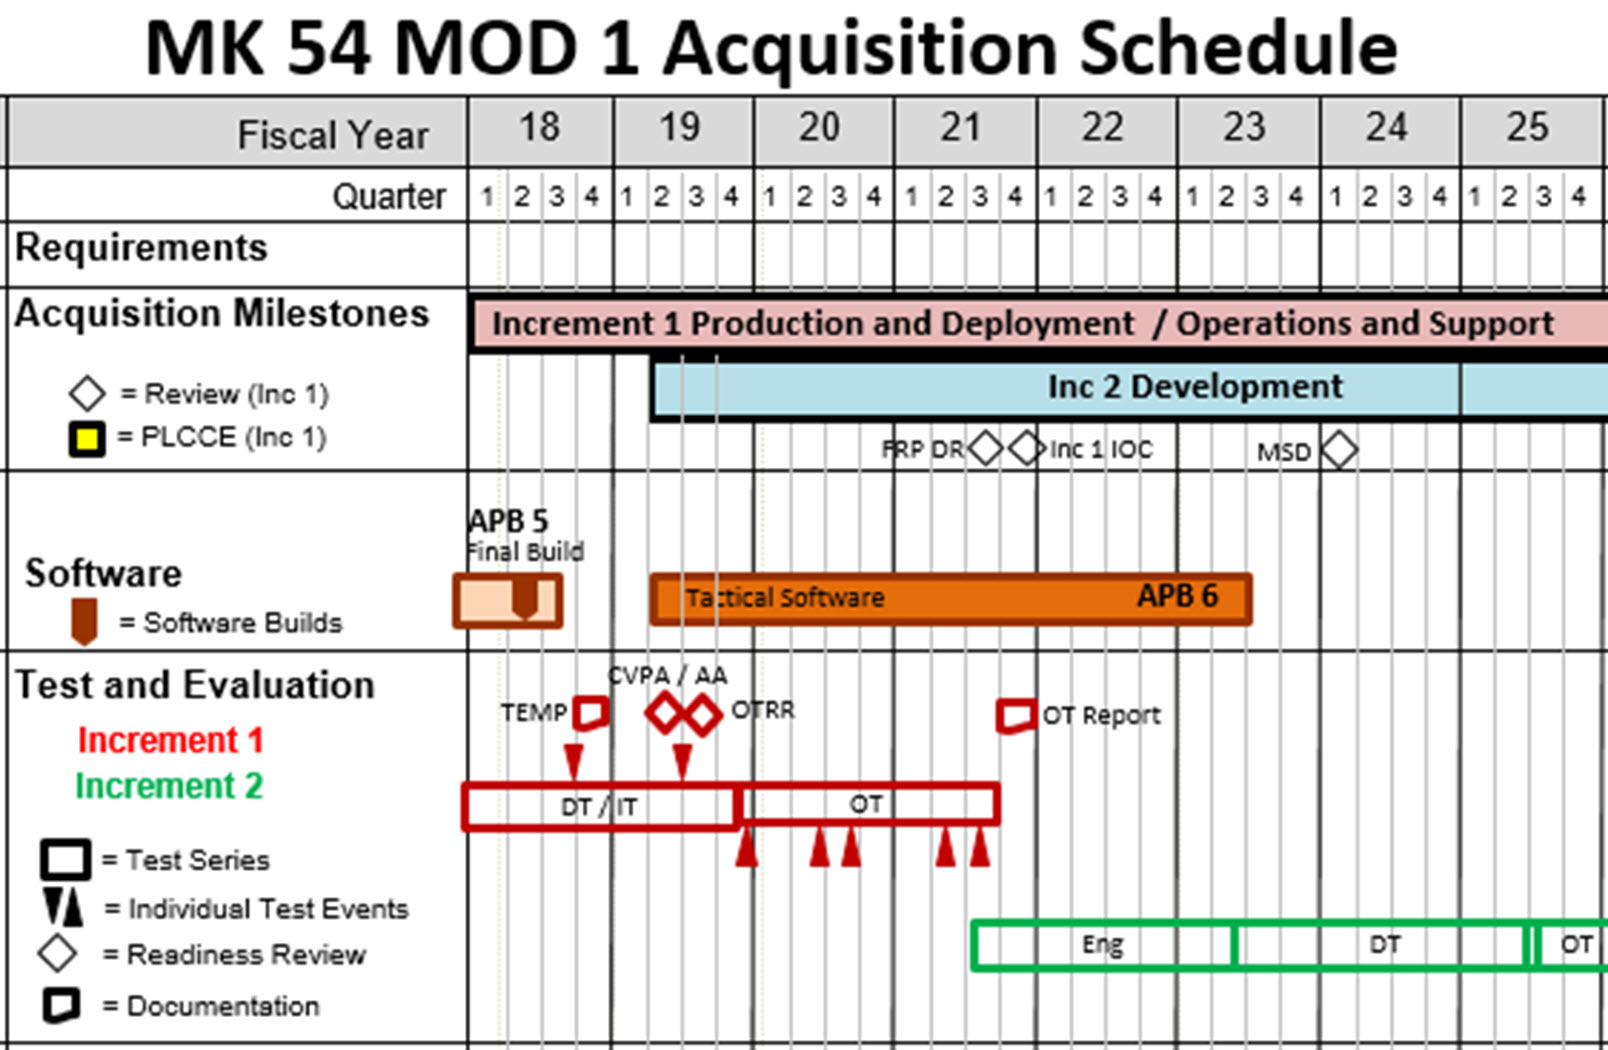 MK 54 MOD 1 Acquisition Schedule
Fiscal Year 18 19 20 21 22 23 24 25
Quarter 1 2 3 4 1 2 3 4 1 2 3 4 1 2 3 4 1 2 3 4 1 2 3 4 1 2 3 4 1 2 3 4
Requirements
Acquisition Milestones
Increment 1 Production and Deployment / Operations and Support
Inc 2 Development
= Review (Inc 1)
= PLCCE (Inc 1)
FRP DR
Inc 1 IOC
MSD
APB 5
Final Build
Software
= Software Builds
Tactical Software
APB 6
Test and Evaluation
CVPA / AA
TEMP
OTRR
OT Report
Increment 1
Increment 2
DT / IT
OT
= Test Series
= Individual Test Events
= Readiness Review
= Documentation
Eng
DT
OT